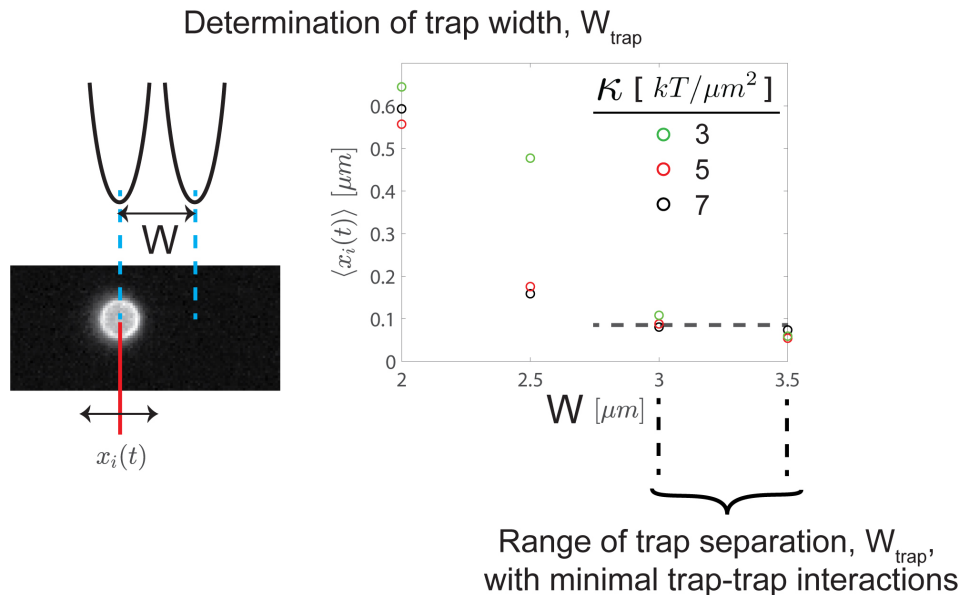 Determination of trap width, W_trap
W
x_i(t)
⟨x_i(t)⟩ [μm]
0.6
0.5
0.4
0.3
0.2
0.1
0
2
2.5
3
3.5
W [μm]
κ [ kT/μm² ]
3
5
7
Range of trap separation, W_trap,
with minimal trap-trap interactions